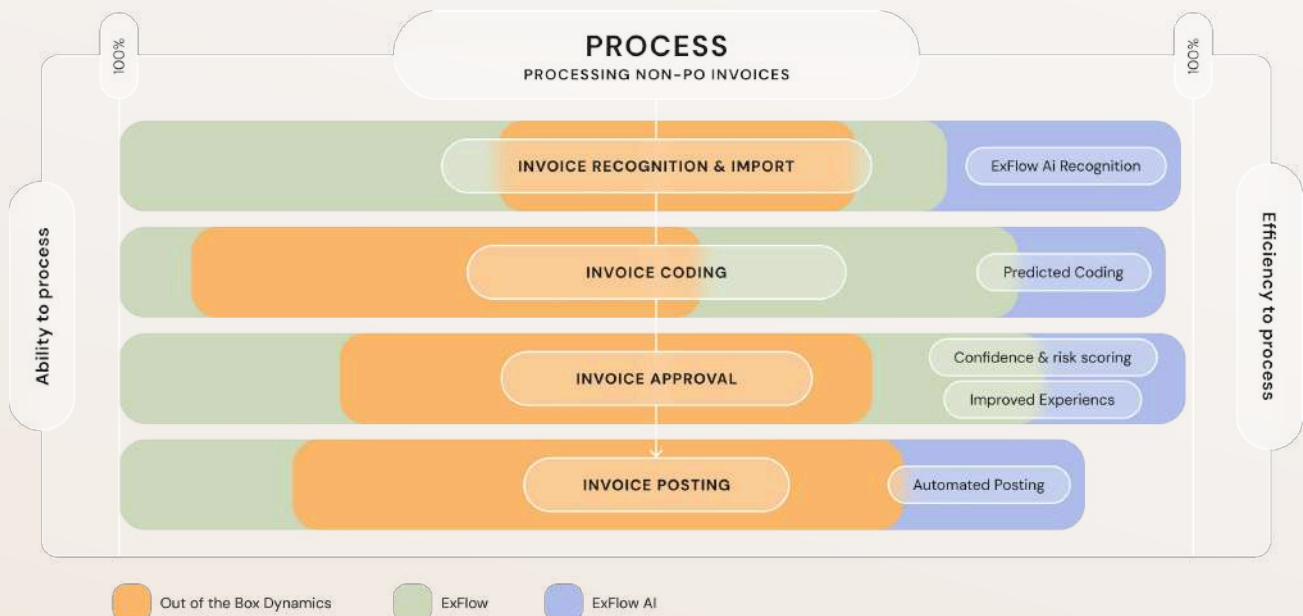 100%
PROCESS
PROCESSING NON-PO INVOICES
100%
Ability to process
Efficiency to process
INVOICE RECOGNITION & IMPORT
ExFlow Ai Recognition
INVOICE CODING
Predicted Coding
INVOICE APPROVAL
Confidence & risk scoring
Improved Experiencs
INVOICE POSTING
Automated Posting
Out of the Box Dynamics
ExFlow
ExFlow AI